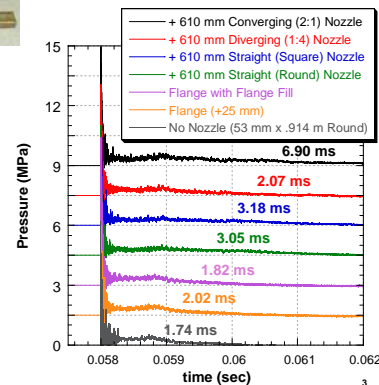 + 610 mm Converging (2:1) Nozzle
+ 610 mm Diverging (1:4) Nozzle
+ 610 mm Straight (Square) Nozzle
+ 610 mm Straight (Round) Nozzle
Flange with Flange Fill
Flange (+25 mm)
No Nozzle (53 mm x .914 m Round)
Pressure (MPa)
15
12
9
6
3
0
6.90 ms
2.07 ms
3.18 ms
3.05 ms
1.82 ms
2.02 ms
1.74 ms
0.058 0.059 0.06 0.061 0.062
time (sec)
3